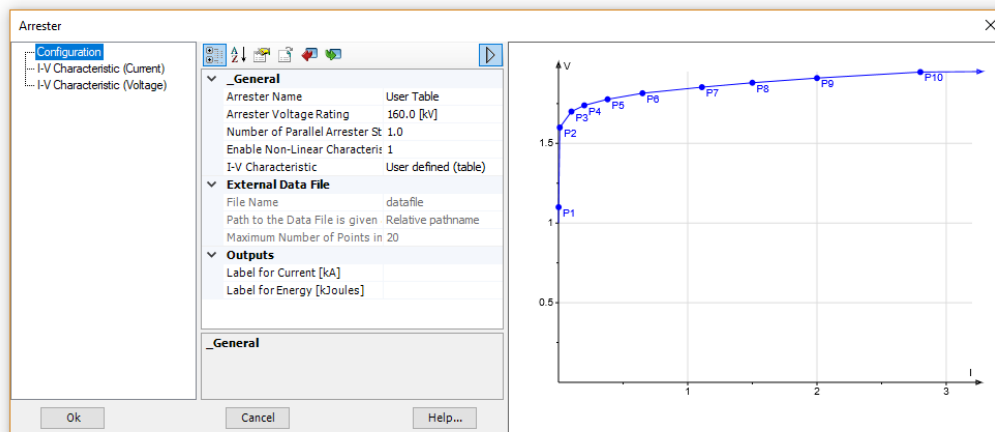 Arrester
Configuration
I-V Characteristic (Current)
I-V Characteristic (Voltage)
_General
Arrester Name User Table
Arrester Voltage Rating 160.0 [kV]
Number of Parallel Arrester St 1.0
Enable Non-Linear Characteris 1
I-V Characteristic User defined (table)
External Data File
File Name datafile
Path to the Data File is given Relative pathname
Maximum Number of Points in 20
Outputs
Label for Current [kA]
Label for Energy [kJoules]
_General
Ok
Cancel
Help...
V
P1
P2
P3
P4
P5
P6
P7
P8
P9
P10
1.5
1
0.5
I
1
2
3